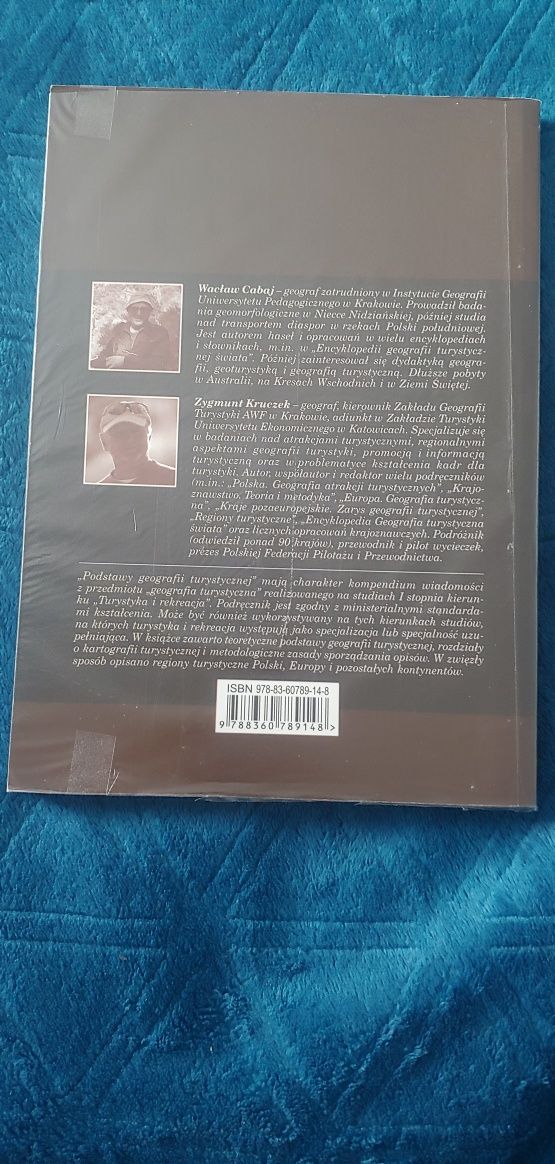 Wacław Cabaj – geograf zatrudniony w Instytucie Geografii
Uniwersytetu Pedagogicznego w Krakowie. Prowadził bada-
nia geomorfologiczne w Niecce Nidziańskiej, później studia
nad transportem diaspor w rzekach Polski południowej.
Jest autorem haseł i opracowań w wielu encyklopediach
i słownikach, m.in. w „Encyklopedii geografii turystycz-
nej świata”. Później zainteresował się dydaktyką geogra-
fii, geoturystyką i geografią turystyczną. Dłuższe pobyty
w Australii, na Kresach Wschodnich i w Ziemi Świętej.
Zygmunt Kruczek – geograf, kierownik Zakładu Geografii
Turystyki AWF w Krakowie, adiunkt w Zakładzie Turystyki
Uniwersytetu Ekonomicznego w Katowicach. Specjalizuje się
w badaniach nad atrakcjami turystycznymi, regionalnymi
aspektami geografii turystyki, promocją i informacją
turystyczną oraz w problematyce kształcenia kadr dla
turystyki. Autor, współautor i redaktor wielu podręczników
(m.in.: „Polska. Geografia atrakcji turystycznych”, „Krajo-
znawstwo. Teoria i metodyka”, „Europa. Geografia turystycz-
na”, „Kraje pozaeuropejskie. Zarys geografii turystycznej”,
„Regiony turystyczne”, „Encyklopedia Geografia turystyczna
świata” oraz licznych opracowań krajoznawczych. Podróżnik
(odwiedził ponad 90 krajów), przewodnik i pilot wycieczek,
prezes Polskiej Federacji Pilotażu i Przewodnictwa.
„Podstawy geografii turystycznej” mają charakter kompendium wiadomości
z przedmiotu „geografia turystyczna” realizowanego na studiach I stopnia kierun-
ku „Turystyka i rekreacja”. Podręcznik jest zgodny z ministerialnymi standarda-
mi kształcenia. Może być również wykorzystywany na tych kierunkach studiów,
na których turystyka i rekreacja występują jako specjalizacja lub specjalność uzu-
pełniająca. W książce zawarto teoretyczne podstawy geografii turystycznej, rozdziały
o kartografii turystycznej i metodologiczne zasady sporządzania opisów. W zwięzły
sposób opisano regiony turystyczne Polski, Europy i pozostałych kontynentów.
ISBN 978-83-60789-14-8
9 788360 789148 >